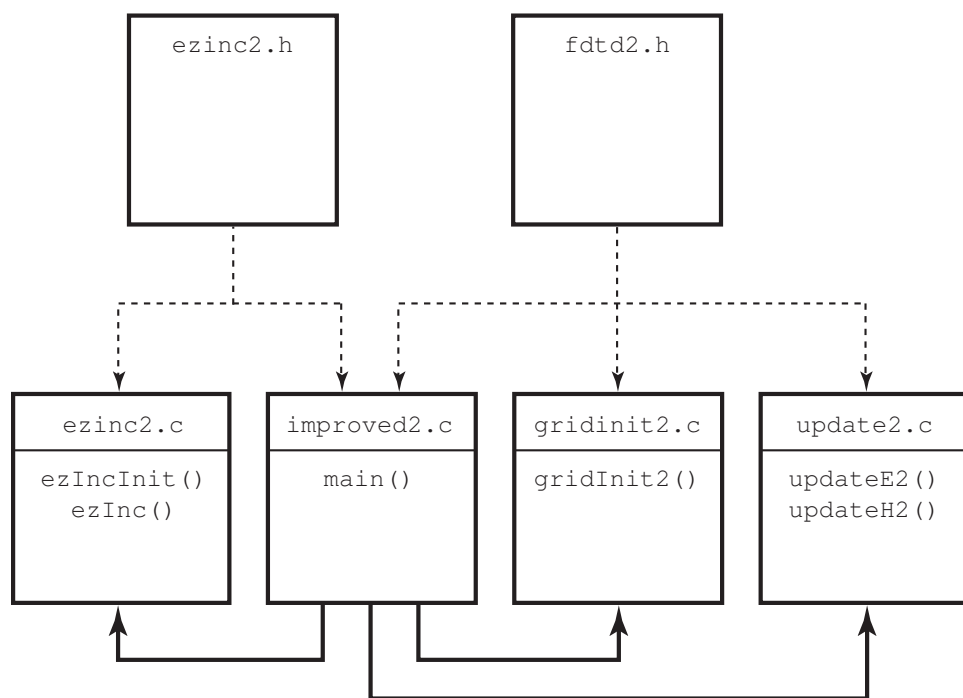 ezinc2.h
fdtd2.h
ezinc2.c
improved2.c
gridinit2.c
update2.c
ezIncInit()
ezInc()
main()
gridInit2()
updateE2()
updateH2()